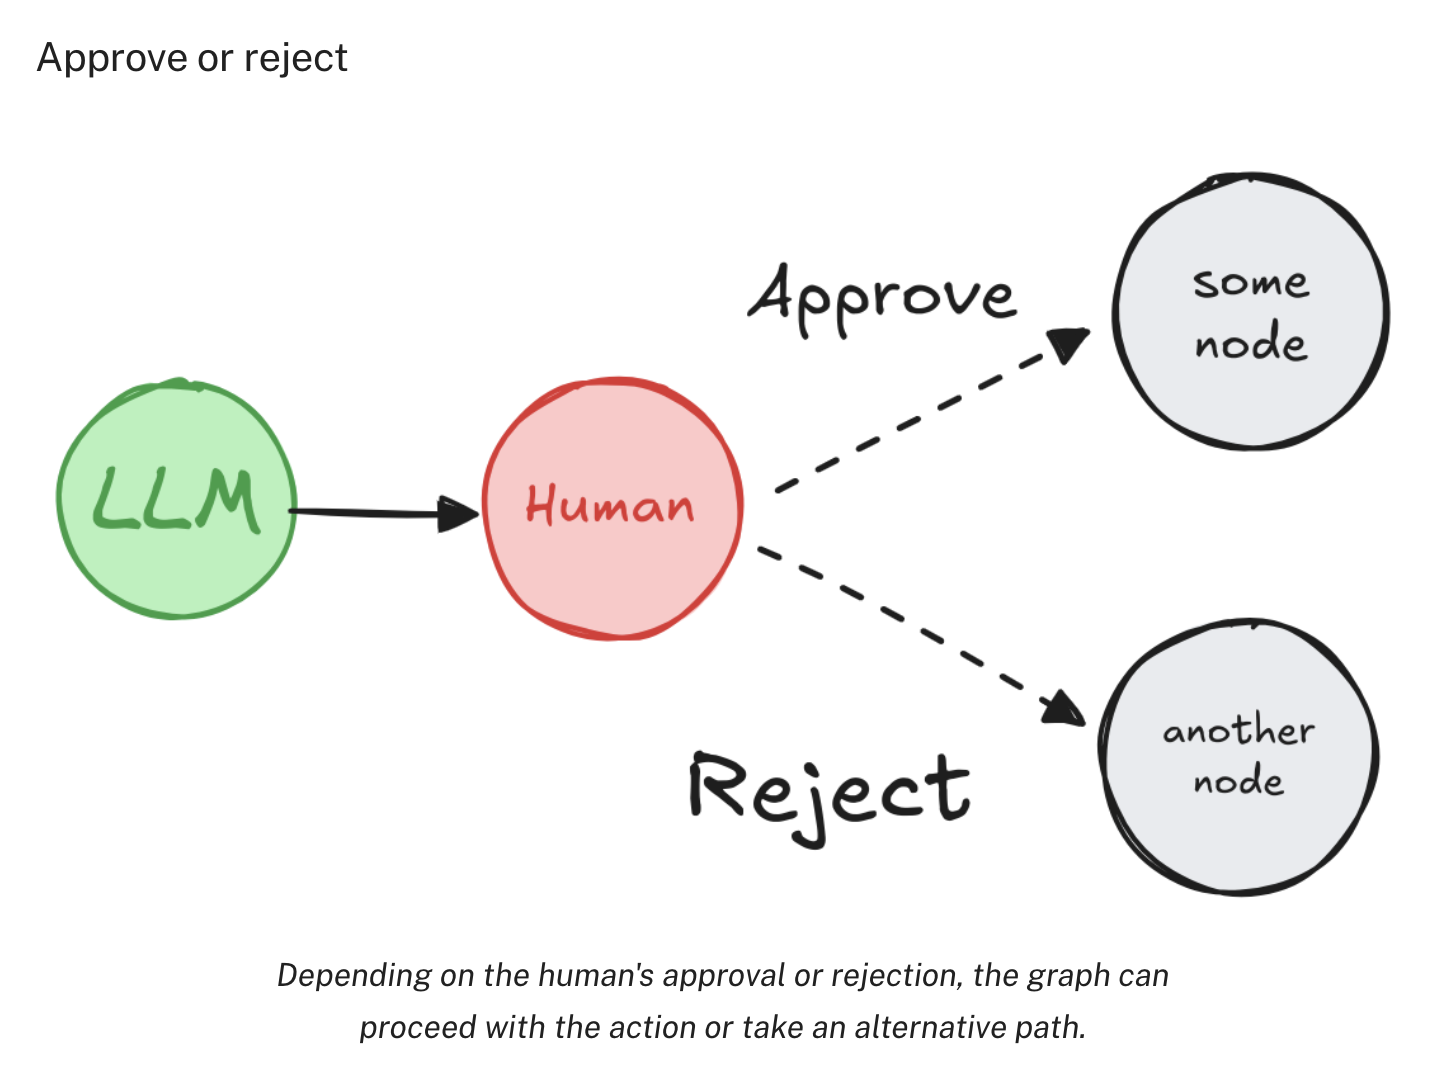 Approve or reject
Approve
some
node
LLM
Human
another
node
Reject
Depending on the human's approval or rejection, the graph can
proceed with the action or take an alternative path.